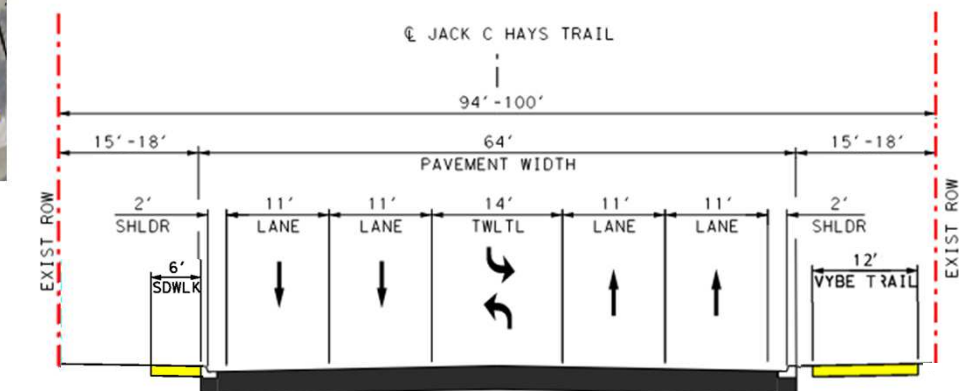 ℄ JACK C HAYS TRAIL
94'-100'
15'-18'
64'
15'-18'
PAVEMENT WIDTH
2'
11'
11'
14'
11'
11'
2'
SHLDR
LANE
LANE
TWLTL
LANE
LANE
SHLDR
EXIST ROW
EXIST ROW
6'
SDWLK
12'
VYBE TRAIL